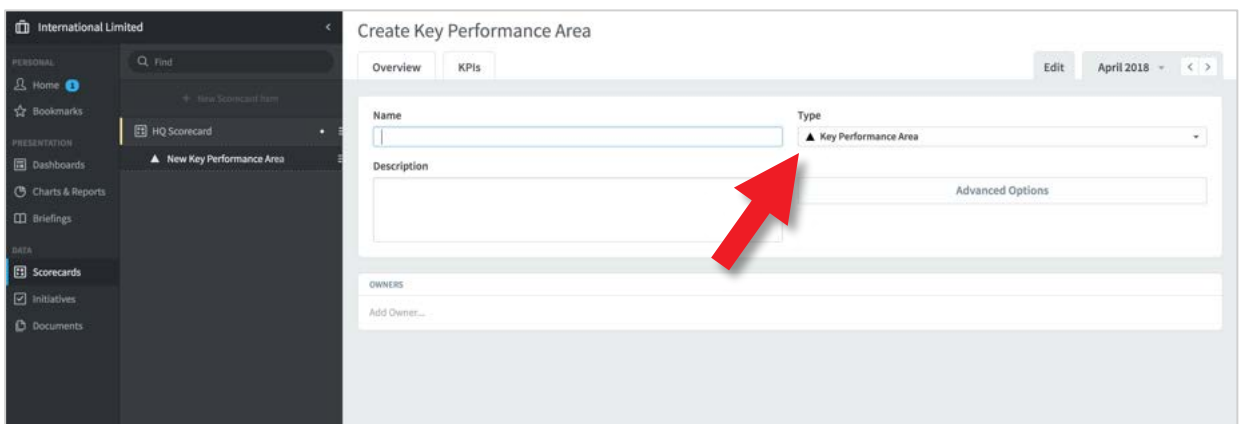 International Limited
PERSONAL
Home 1
Bookmarks
PRESENTATION
Dashboards
Charts & Reports
Briefings
DATA
Scorecards
Initiatives
Documents
Find
+ New Scorecard Item
HQ Scorecard
New Key Performance Area
Create Key Performance Area
Overview KPIs Edit April 2018
Name Type
Key Performance Area
Description
Advanced Options
OWNERS
Add Owner...